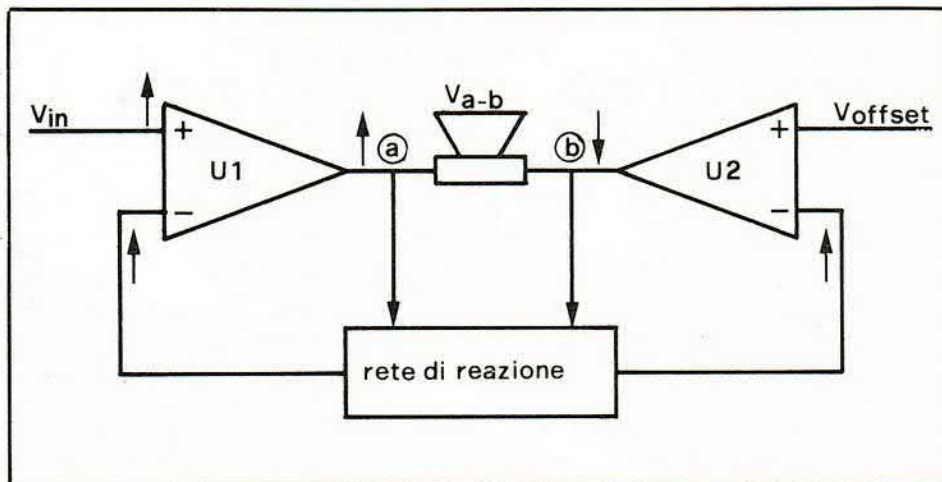 Vin
+
U1
−
a
Va-b
b
+
U2
−
Voffset
rete di reazione